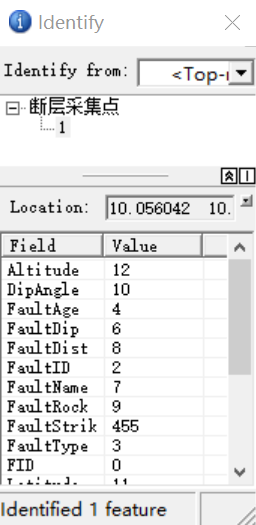 Identify
Identify from: <Top-
断层采集点
1
Location: 10.056042 10.
Field Value
Altitude 12
DipAngle 10
FaultAge 4
FaultDip 6
FaultDist 8
FaultID 2
FaultName 7
FaultRock 9
FaultStrik 455
FaultType 3
FID 0
Latitude 11
Identified 1 feature